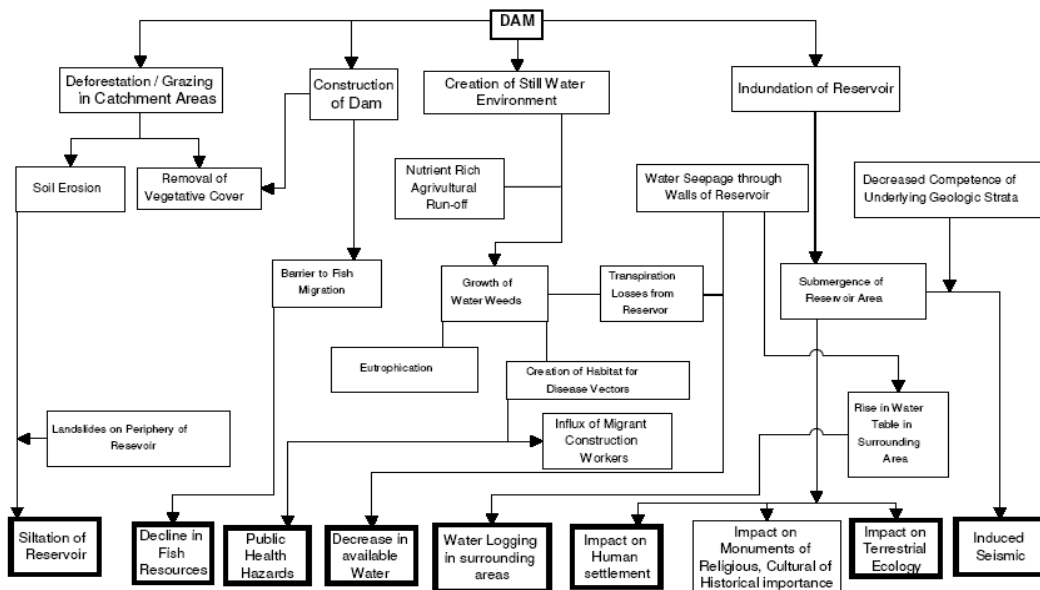 DAM
Deforestation / Grazing
in Catchment Areas
Construction
of Dam
Creation of Still Water
Environment
Indundation of Reservoir
Soil Erosion
Removal of
Vegetative Cover
Nutrient Rich
Agrivultural
Run-off
Water Seepage through
Walls of Reservoir
Decreased Competence of
Underlying Geologic Strata
Barrier to Fish
Migration
Growth of
Water Weeds
Transpiration
Losses from
Reservor
Submergence of
Reservoir Area
Eutrophication
Creation of Habitat for
Disease Vectors
Rise in Water
Table in
Surrounding
Area
Landslides on Periphery of
Resevoir
Influx of Migrant
Construction
Workers
Siltation of
Reservoir
Decline in
Fish
Resources
Public
Health
Hazards
Decrease in
available
Water
Water Logging
in surrounding
areas
Impact on
Human
settlement
Impact on
Monuments of
Religious, Cultural of
Historical importance
Impact on
Terrestrial
Ecology
Induced
Seismic